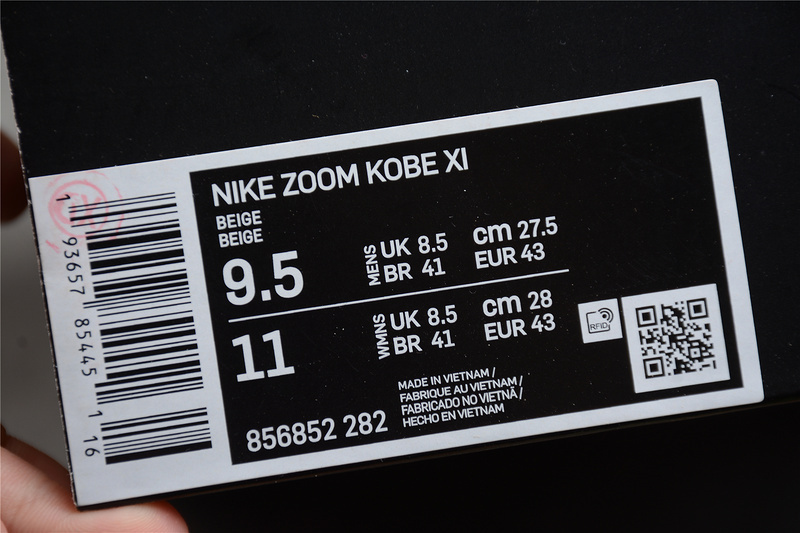 NIKE ZOOM KOBE XI
BEIGE
BEIGE
9.5
MENS
UK 8.5
BR 41
cm 27.5
EUR 43
11
WMNS
UK 8.5
BR 41
cm 28
EUR 43
RFID
MADE IN VIETNAM /
FABRIQUE AU VIETNAM /
FABRICADO NO VIETNÃ /
HECHO EN VIETNAM
856852 282
1 93657 85445 1 16